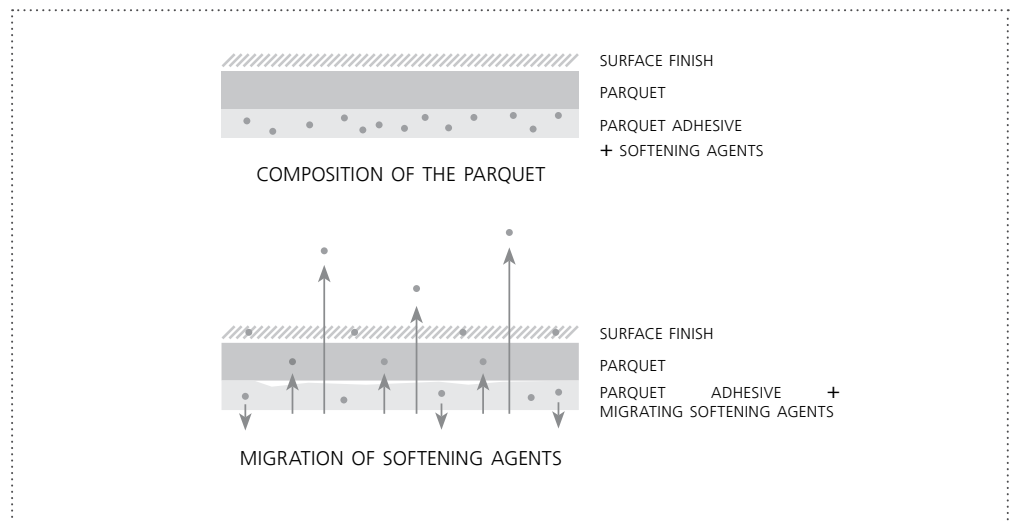 SURFACE FINISH
PARQUET
PARQUET ADHESIVE
+ SOFTENING AGENTS
COMPOSITION OF THE PARQUET
SURFACE FINISH
PARQUET
PARQUET ADHESIVE +
MIGRATING SOFTENING AGENTS
MIGRATION OF SOFTENING AGENTS